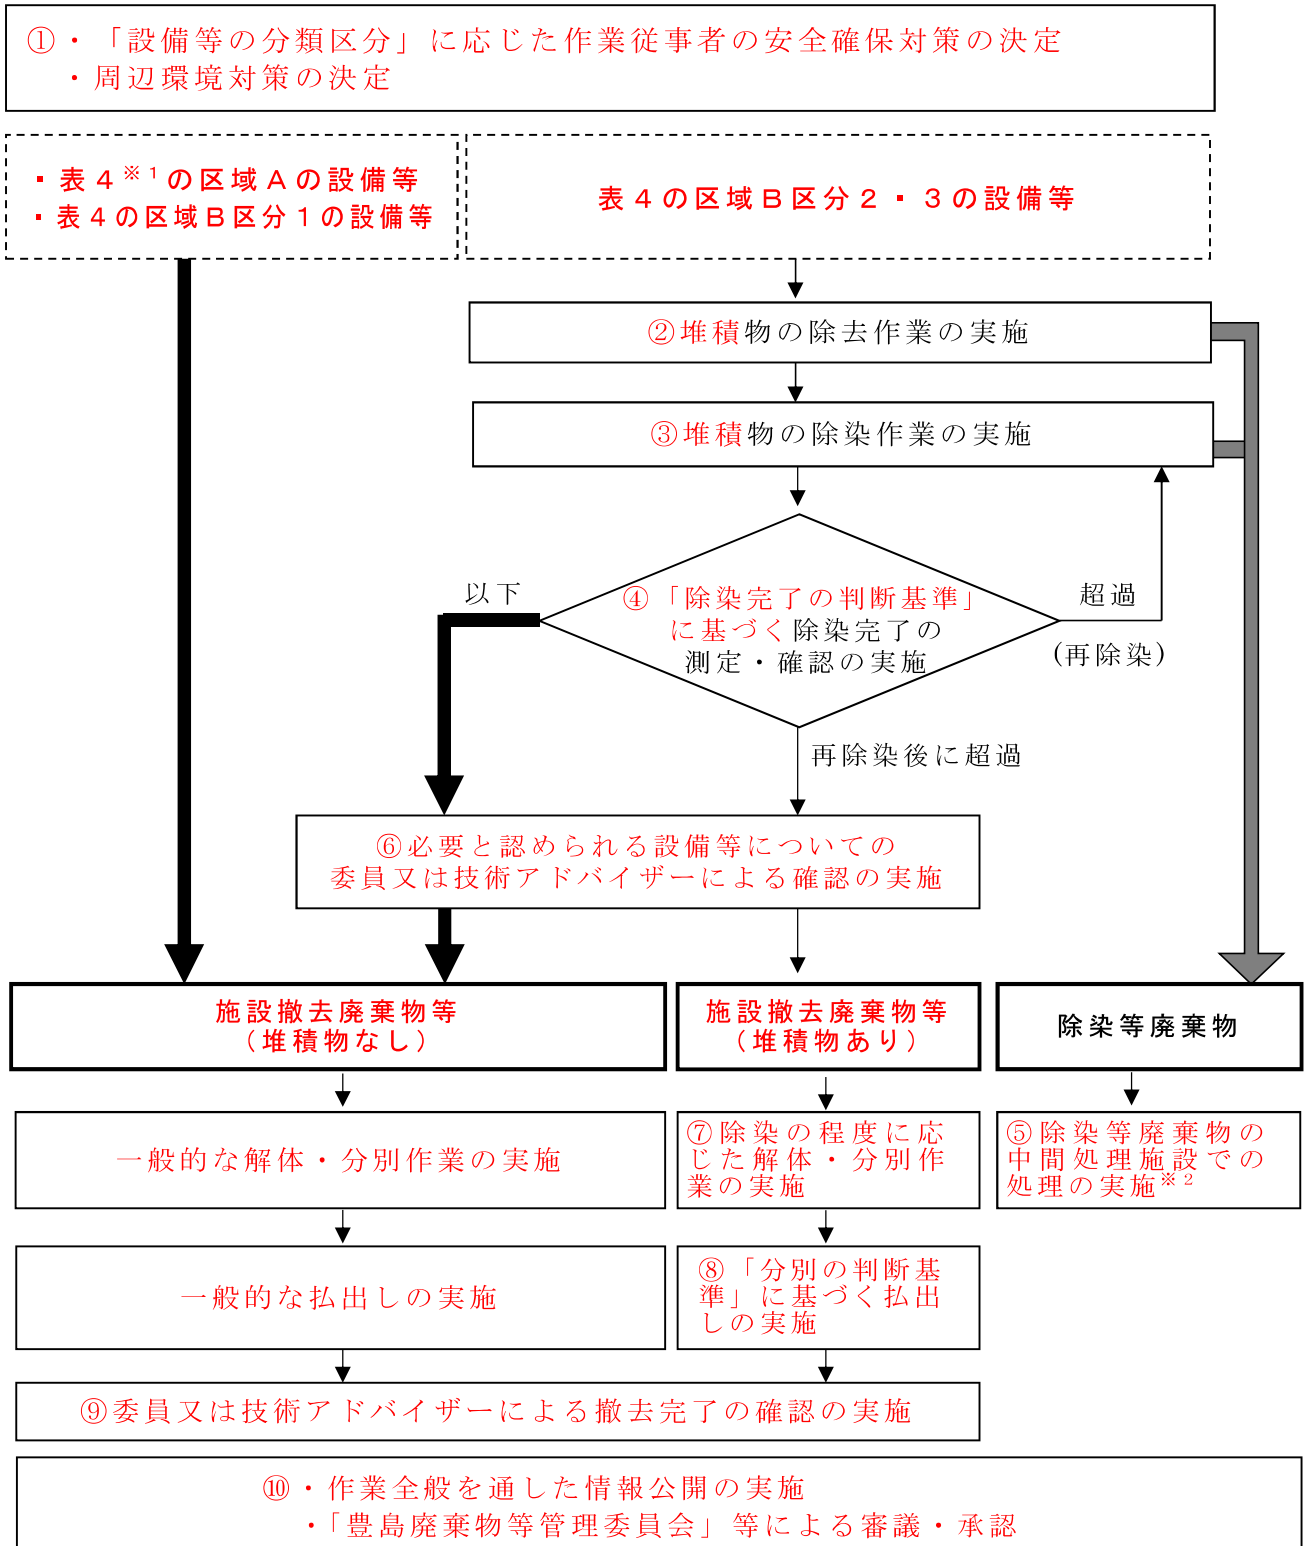 ①・「設備等の分類区分」に応じた作業従事者の安全確保対策の決定
・周辺環境対策の決定
・表４※１の区域Ａの設備等
・表４の区域Ｂ区分１の設備等
表４の区域Ｂ区分２・３の設備等
②堆積物の除去作業の実施
③堆積物の除染作業の実施
以下
④「除染完了の判断基準」
に基づく除染完了の
測定・確認の実施
超過
(再除染)
再除染後に超過
⑥必要と認められる設備等についての
委員又は技術アドバイザーによる確認の実施
施設撤去廃棄物等
（堆積物なし）
施設撤去廃棄物等
（堆積物あり）
除染等廃棄物
一般的な解体・分別作業の実施
⑦除染の程度に応
じた解体・分別作
業の実施
⑤除染等廃棄物の
中間処理施設での
処理の実施※２
一般的な払出しの実施
⑧「分別の判断基
準」に基づく払出
しの実施
⑨委員又は技術アドバイザーによる撤去完了の確認の実施
⑩・作業全般を通した情報公開の実施
・「豊島廃棄物等管理委員会」等による審議・承認